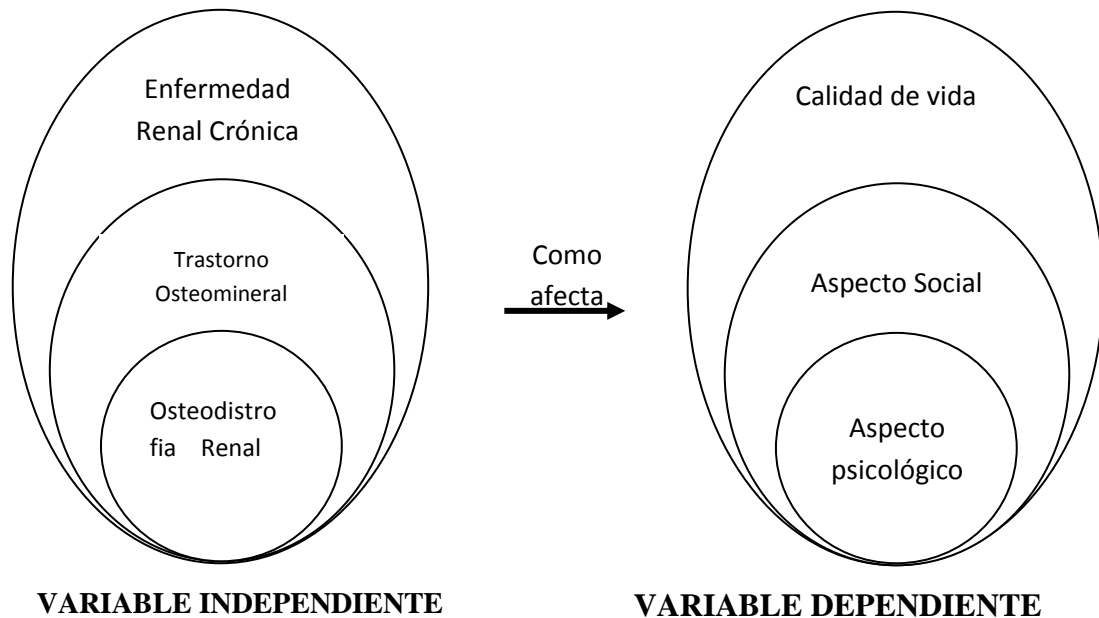 Enfermedad
Renal Crónica
Trastorno
Osteomineral
Osteodistro
fia Renal
Como
afecta
Calidad de vida
Aspecto Social
Aspecto
psicológico
VARIABLE INDEPENDIENTE
VARIABLE DEPENDIENTE